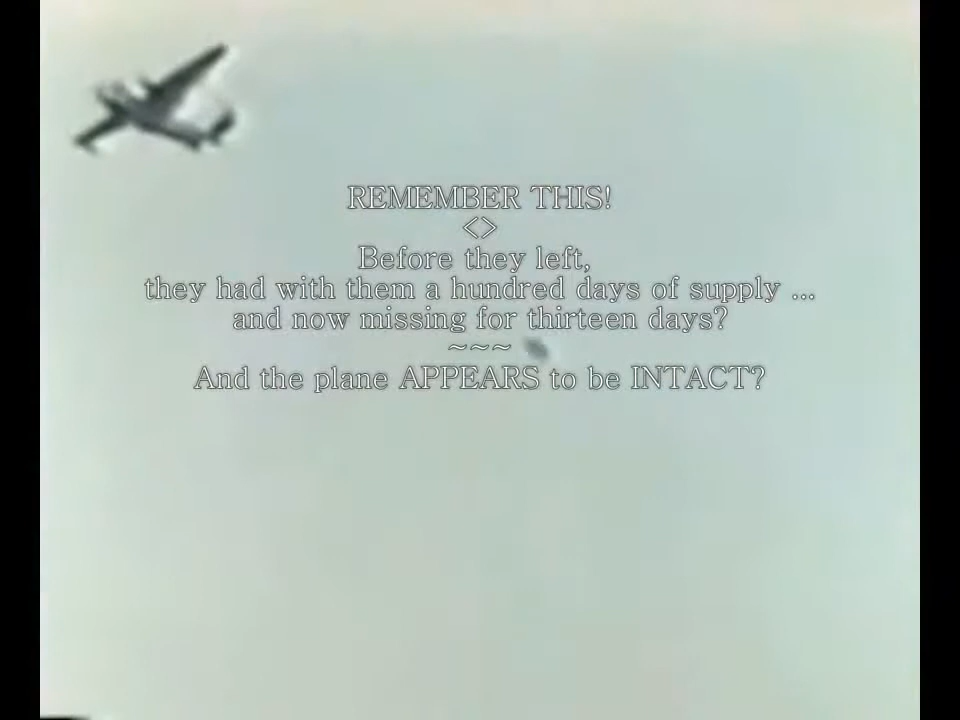 REMEMBER THIS!
<>
Before they left,
they had with them a hundred days of supply ...
and now missing for thirteen days?
~~~
And the plane APPEARS to be INTACT?